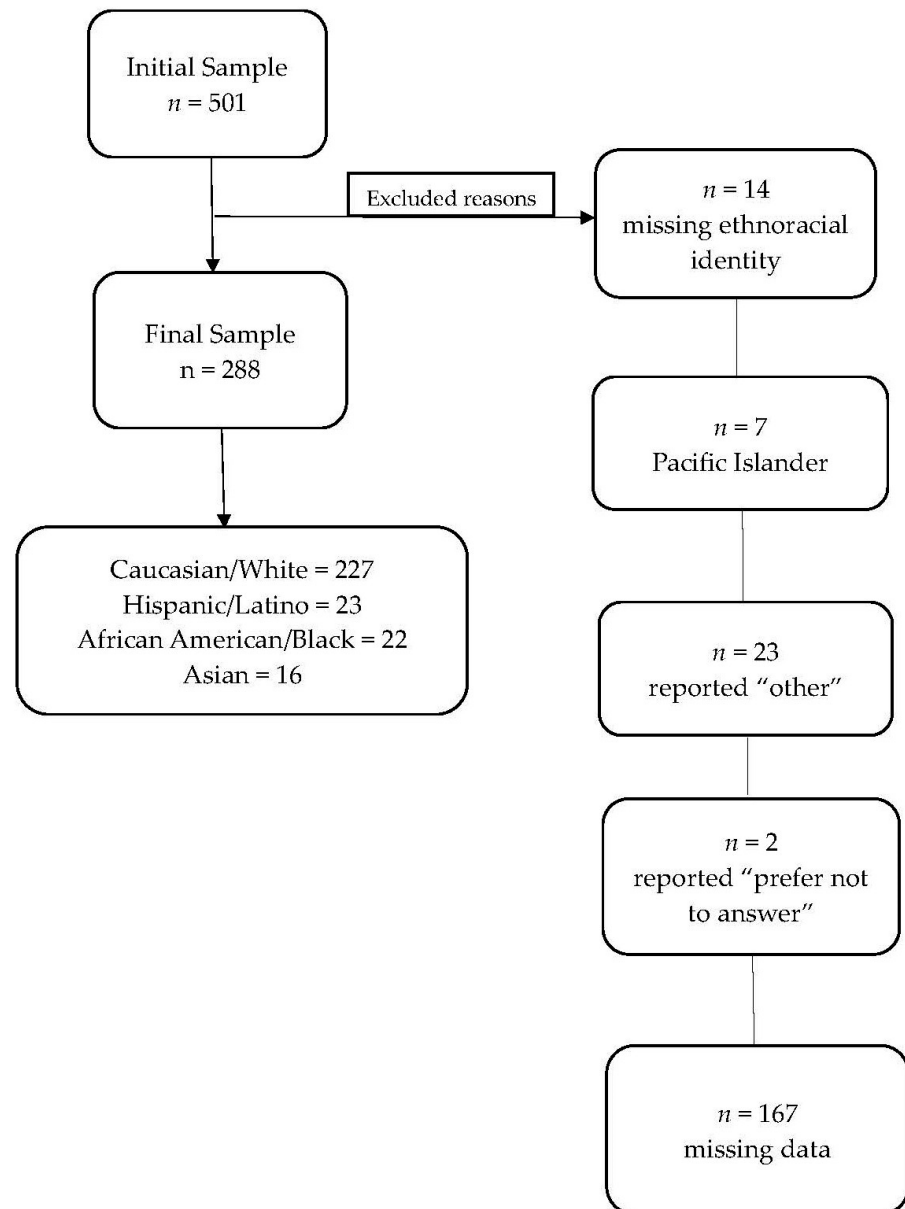 Initial Sample
n = 501
Excluded reasons
n = 14
missing ethnoracial
identity
Final Sample
n = 288
n = 7
Pacific Islander
Caucasian/White = 227
Hispanic/Latino = 23
African American/Black = 22
Asian = 16
n = 23
reported “other”
n = 2
reported “prefer not
to answer”
n = 167
missing data